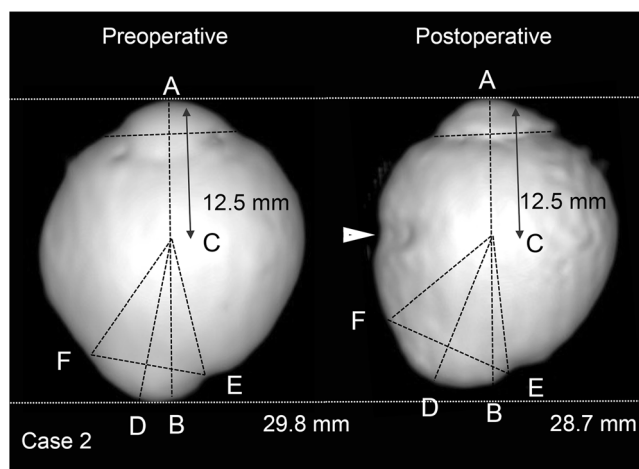 Preoperative
Postoperative
A
A
12.5 mm
12.5 mm
C
C
F
F
E
E
D
B
D
B
29.8 mm
28.7 mm
Case 2